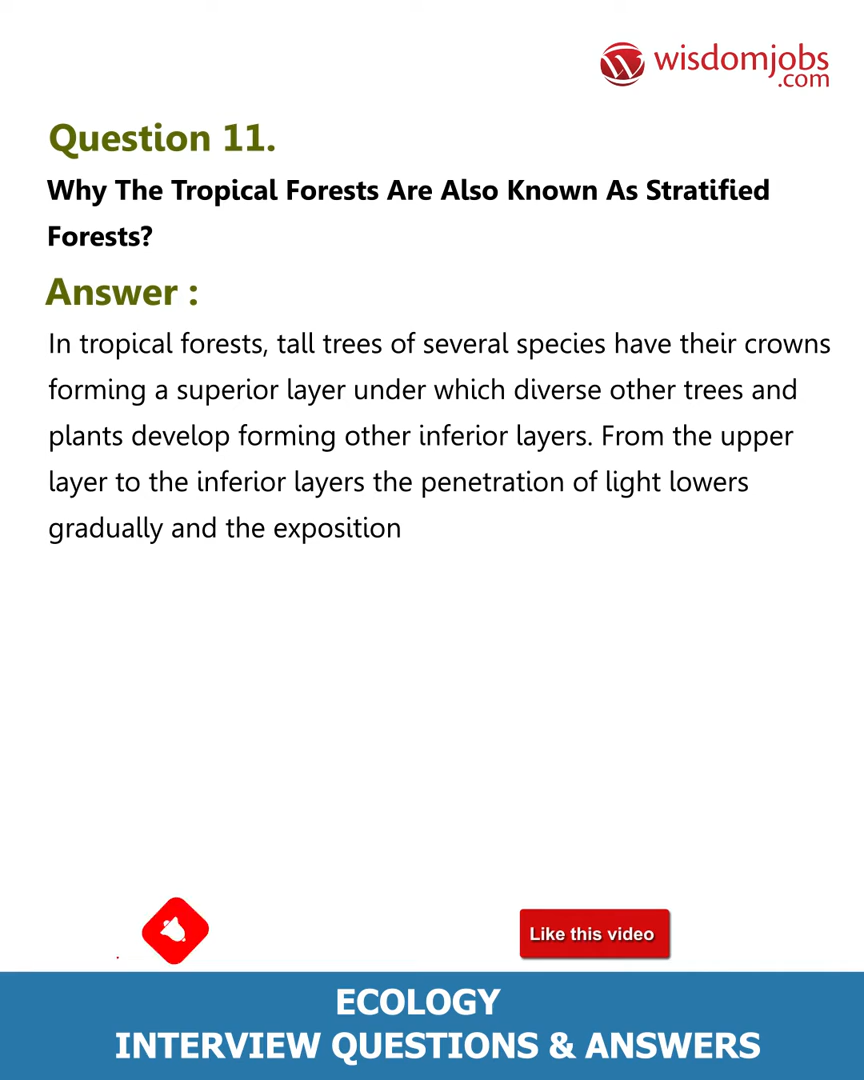 wisdomjobs
.com
Question 11.
Why The Tropical Forests Are Also Known As Stratified
Forests?
Answer :
In tropical forests, tall trees of several species have their crowns
forming a superior layer under which diverse other trees and
plants develop forming other inferior layers. From the upper
layer to the inferior layers the penetration of light lowers
gradually and the exposition
Like this video
ECOLOGY
INTERVIEW QUESTIONS & ANSWERS